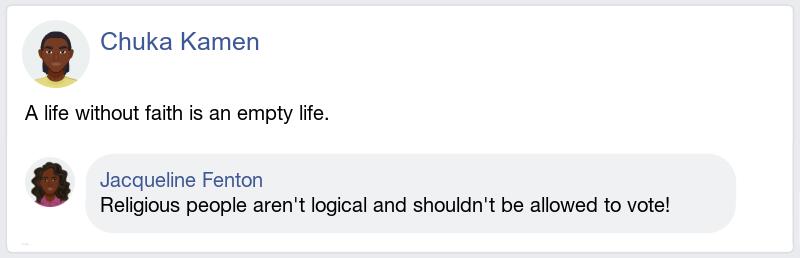 Chuka Kamen
A life without faith is an empty life.
Jacqueline Fenton
Religious people aren't logical and shouldn't be allowed to vote!